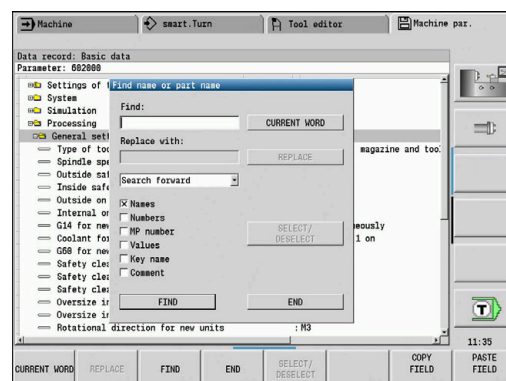 Machine smart.Turn Tool editor Machine par.
Data record: Basic data
Parameter: 602000
Settings of
System
Simulation
Processing
General set
Type of too magazin e and too
Spindle spe
Outside saf
Inside safe
Outside on
Internal on
G14 for new eously
Coolant for 1 on
G60 for new
Safety clea
Safety clea
Safety clea
Oversize in
Oversize in
Rotational direction for new units : M3
Find name or part name
Find:
CURRENT WORD
Replace with:
REPLACE
Search forward
Names
Numbers
MP number
Values
Key name
Comment
SELECT/
DESELECT
FIND END
T
11:35
CURRENT WORD REPLACE FIND END SELECT/ DESELECT COPY FIELD PASTE FIELD